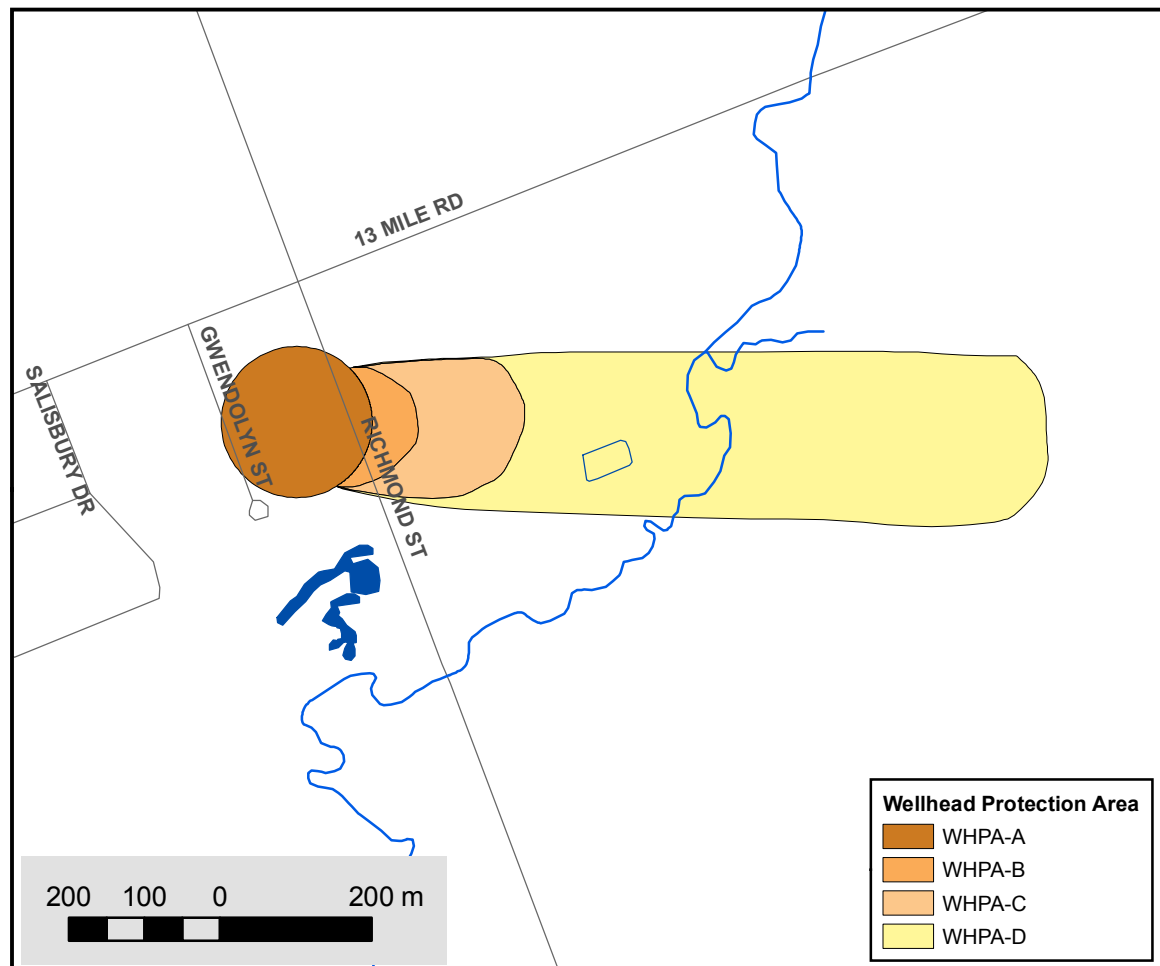 13 MILE RD
GWENDOLYN ST
SALISBURY DR
RICHMOND ST
Wellhead Protection Area
WHPA-A
WHPA-B
WHPA-C
WHPA-D
200 100 0 200 m